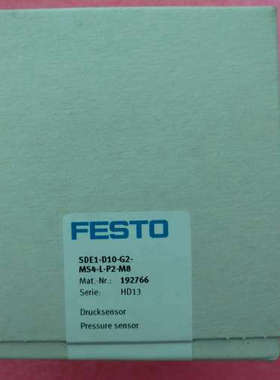 FESTO
SDE1-D10-G2-
MS4-L-P2-M8
Mat. Nr.: 192766
Serie: HD13
Drucksensor
Pressure sensor